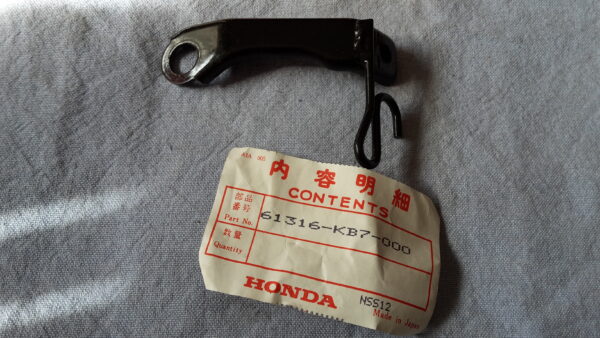 内容明細
CONTENTS
部品
番号
Part No.
61316-KB7-000
数量
Quantity
HONDA
HSS12
Made in Japan